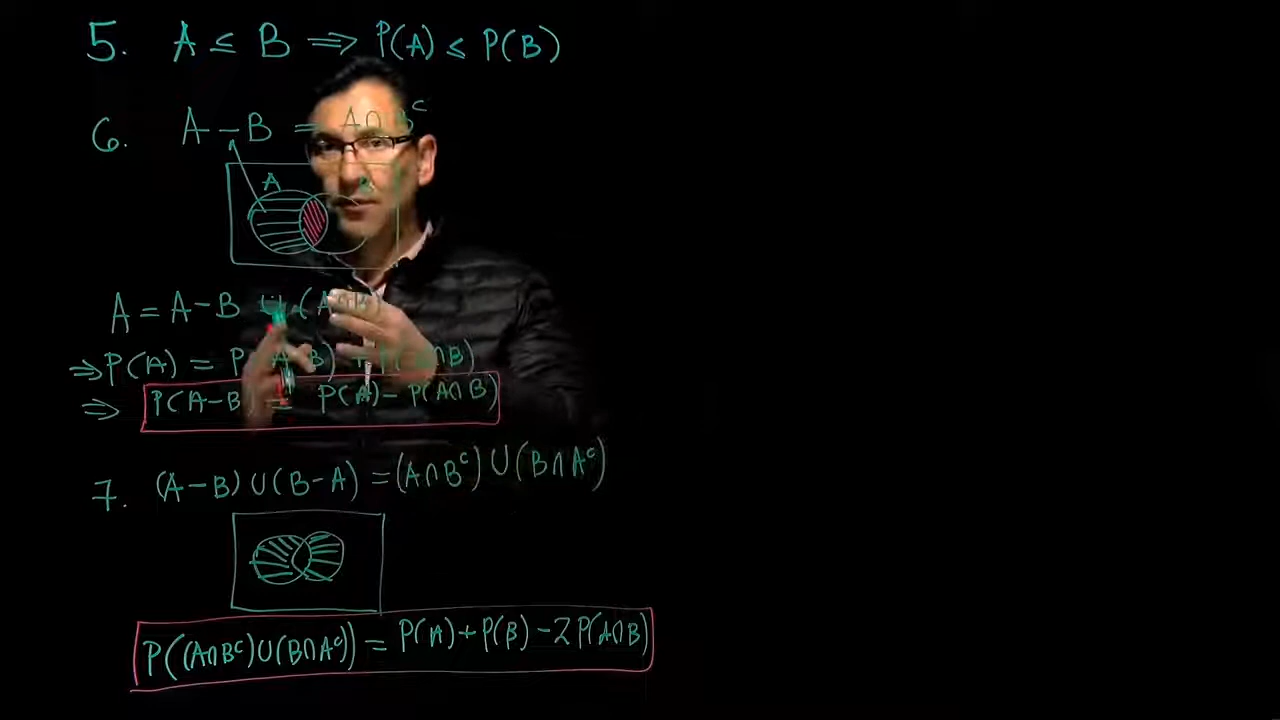 5. A ≤ B ⇒ P(A) ≤ P(B)
6. A - B = A∩B^c
A B
A = A - B ∪ (A∩B)
⇒ P(A) = P(A-B) + P(A∩B)
⇒ P(A-B) = P(A) - P(A∩B)
7. (A-B) ∪ (B-A) = (A∩B^c) ∪ (B∩A^c)
P((A∩B^c)∪(B∩A^c)) = P(A)+P(B)-2P(A∩B)